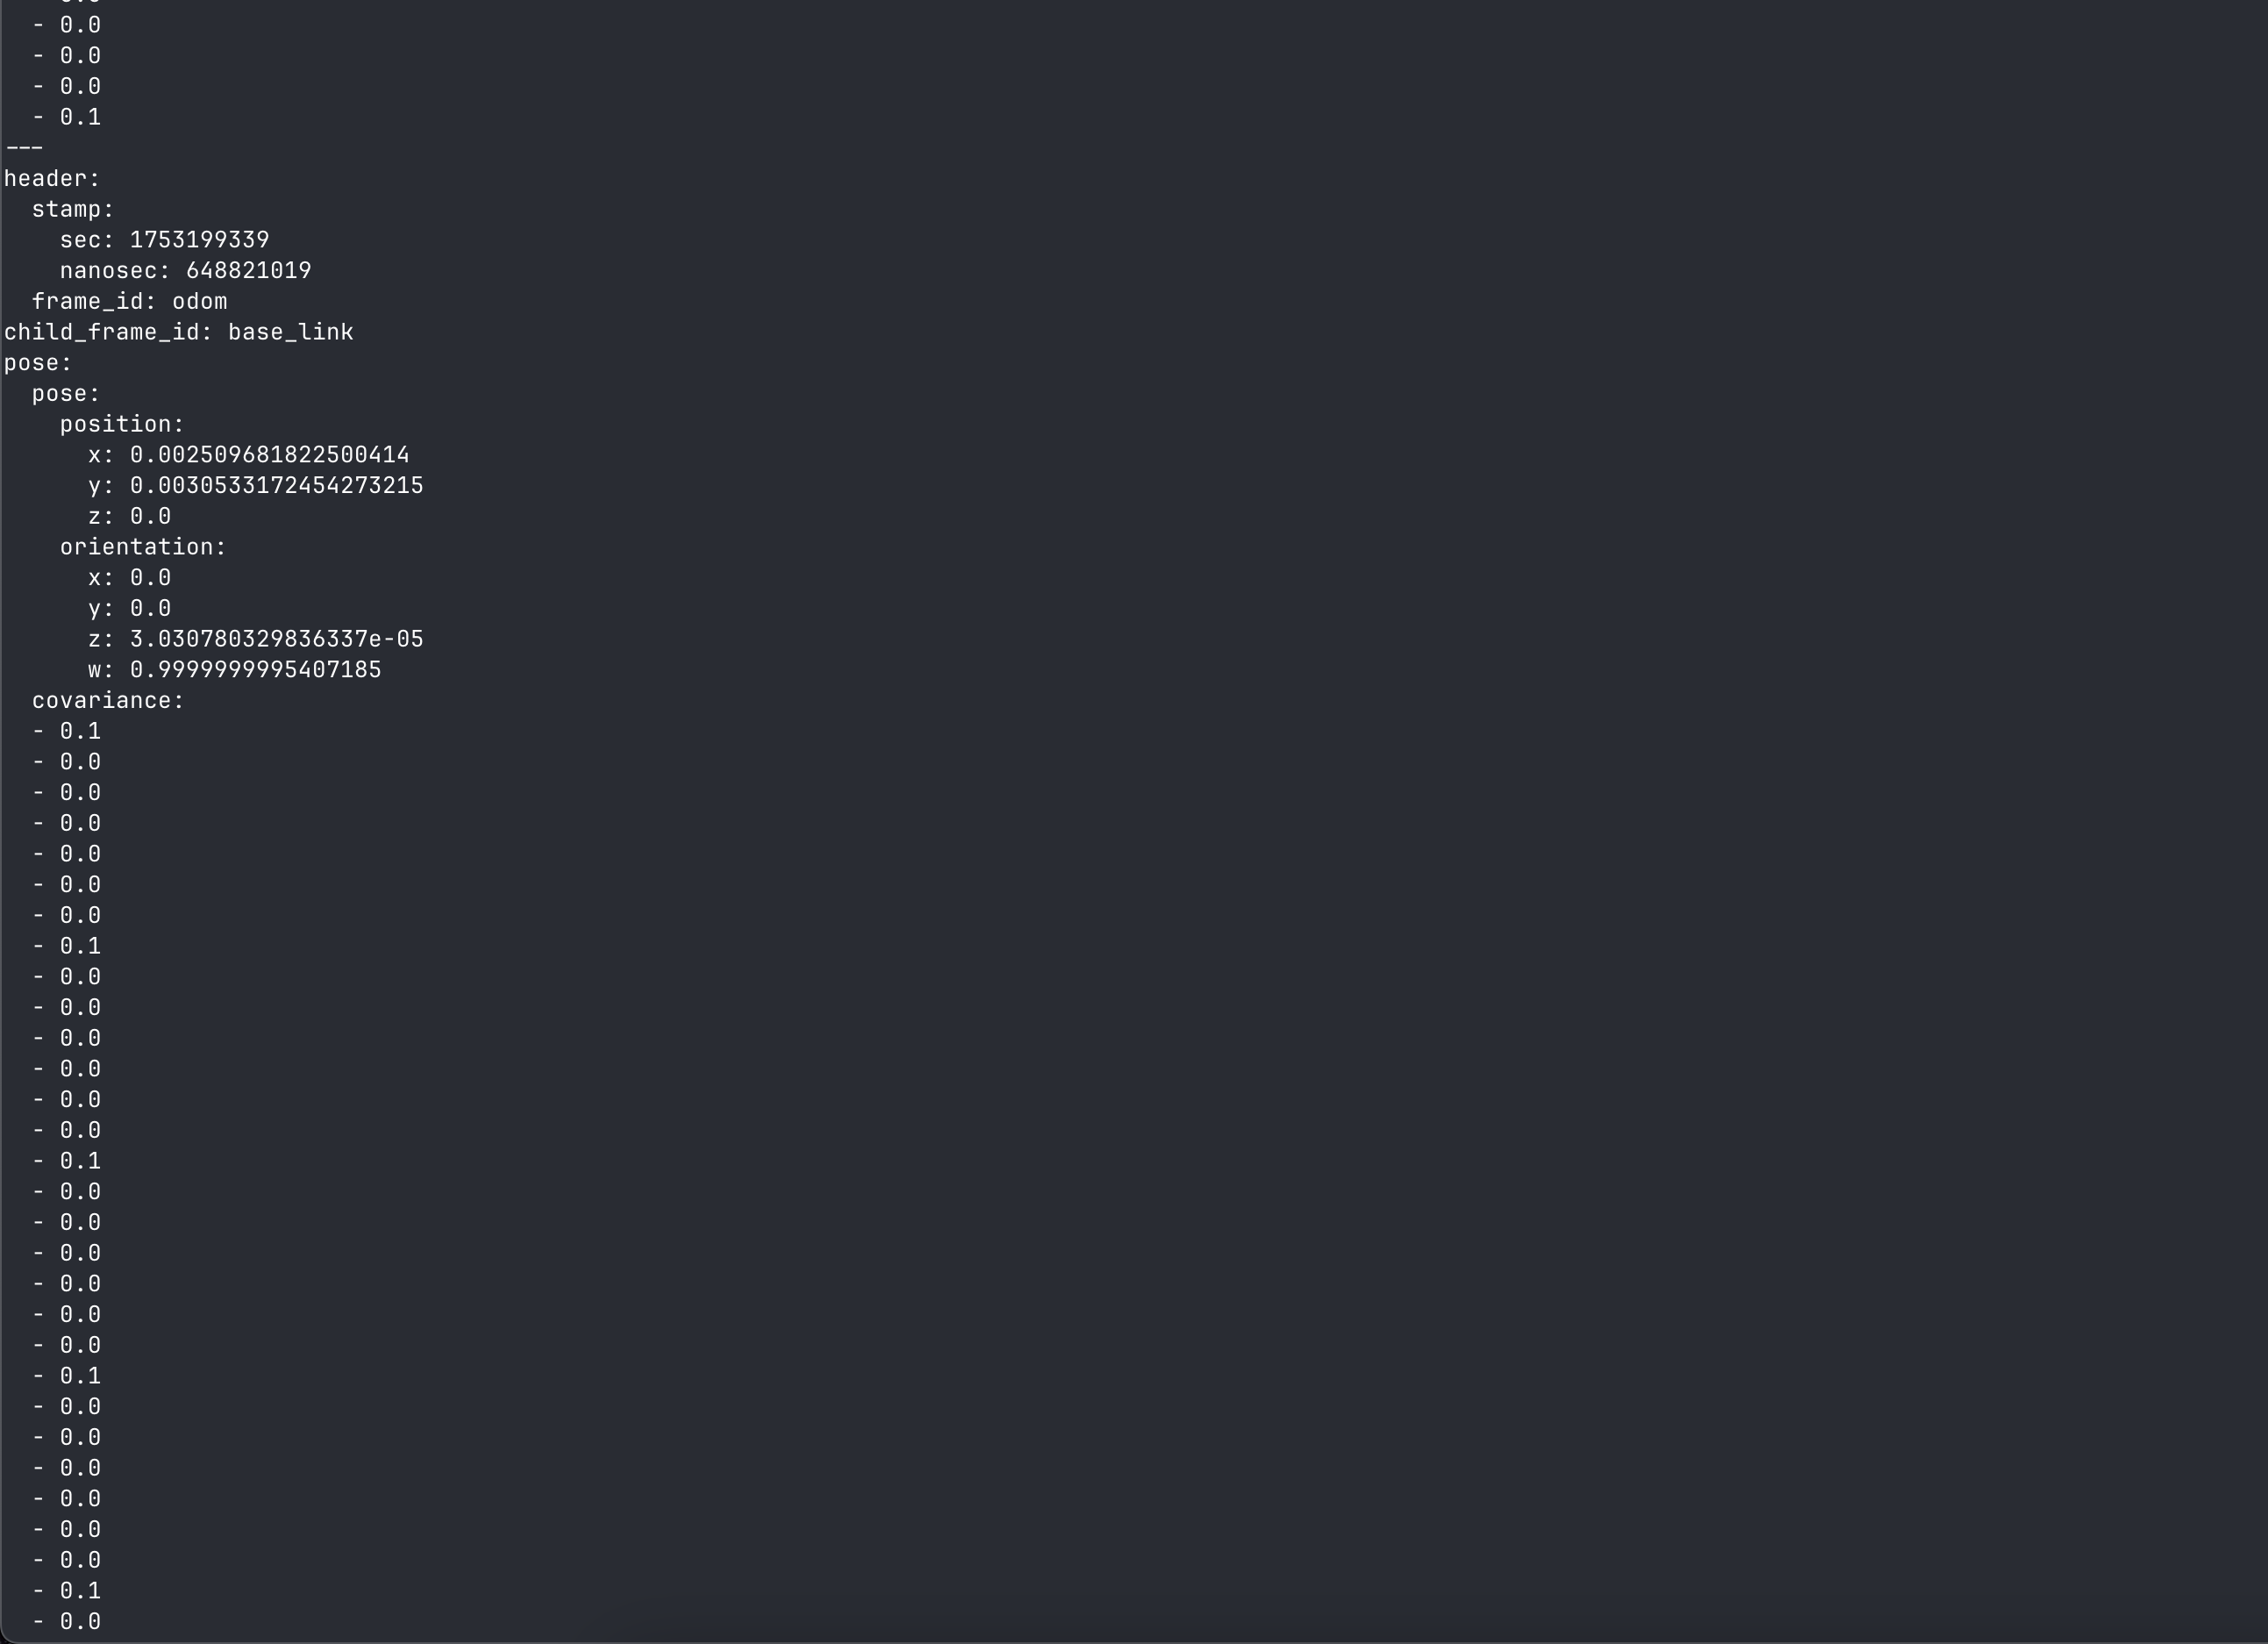 - 0.0
  - 0.0
  - 0.0
  - 0.1
---
header:
  stamp:
    sec: 1753199339
    nanosec: 648821019
  frame_id: odom
child_frame_id: base_link
pose:
  pose:
    position:
      x: 0.002509681822500414
      y: 0.0030533172454273215
      z: 0.0
    orientation:
      x: 0.0
      y: 0.0
      z: 3.030780329836337e-05
      w: 0.9999999995407185
  covariance:
  - 0.1
  - 0.0
  - 0.0
  - 0.0
  - 0.0
  - 0.0
  - 0.0
  - 0.1
  - 0.0
  - 0.0
  - 0.0
  - 0.0
  - 0.0
  - 0.0
  - 0.1
  - 0.0
  - 0.0
  - 0.0
  - 0.0
  - 0.0
  - 0.0
  - 0.1
  - 0.0
  - 0.0
  - 0.0
  - 0.0
  - 0.0
  - 0.0
  - 0.1
  - 0.0